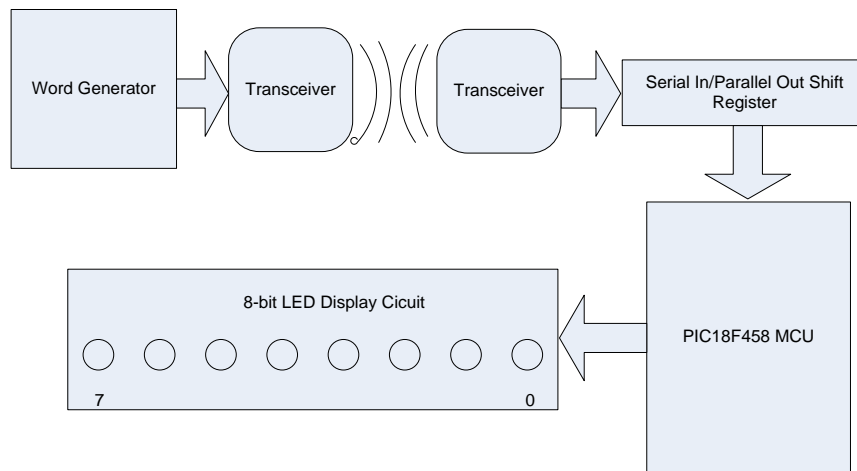 Word Generator
Transceiver
Transceiver
Serial In/Parallel Out Shift
Register
8-bit LED Display Cicuit
7
0
PIC18F458 MCU